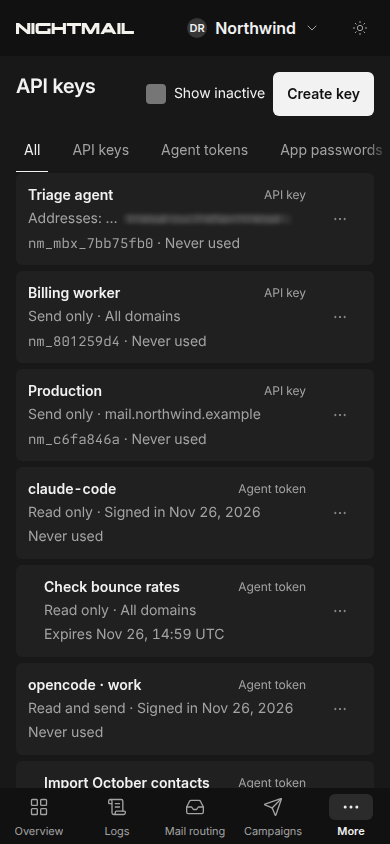 NIGHTMAIL
DR Northwind
API keys
Show inactive
Create key
All API keys Agent tokens App passwords
Triage agent API key
Addresses: ...
nm_mbx_7bb75fb0 · Never used
Billing worker API key
Send only · All domains
nm_801259d4 · Never used
Production API key
Send only · mail.northwind.example
nm_c6fa846a · Never used
claude-code Agent token
Read only · Signed in Nov 26, 2026
Never used
Check bounce rates Agent token
Read only · All domains
Expires Nov 26, 14:59 UTC
opencode · work Agent token
Read and send · Signed in Nov 26, 2026
Never used
Import October contacts Agent token
Overview Logs Mail routing Campaigns More